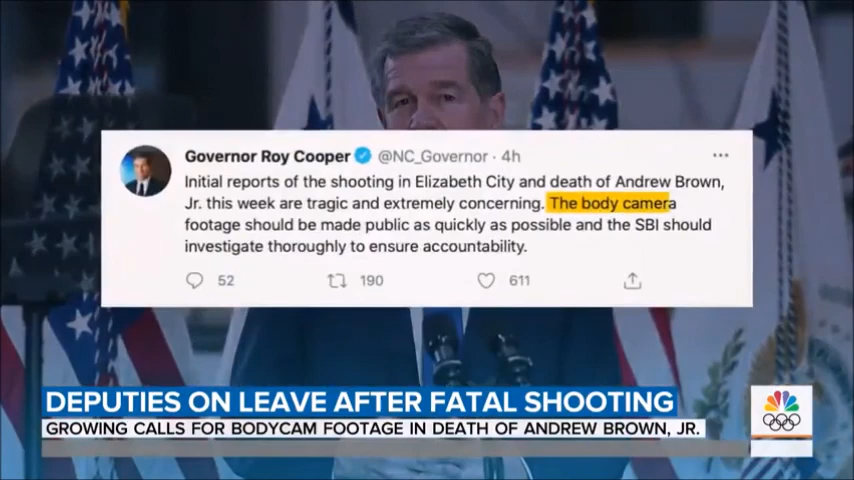 Governor Roy Cooper @NC_Governor · 4h
Initial reports of the shooting in Elizabeth City and death of Andrew Brown,
Jr. this week are tragic and extremely concerning. The body camera
footage should be made public as quickly as possible and the SBI should
investigate thoroughly to ensure accountability.
52 190 611
DEPUTIES ON LEAVE AFTER FATAL SHOOTING
GROWING CALLS FOR BODYCAM FOOTAGE IN DEATH OF ANDREW BROWN, JR.